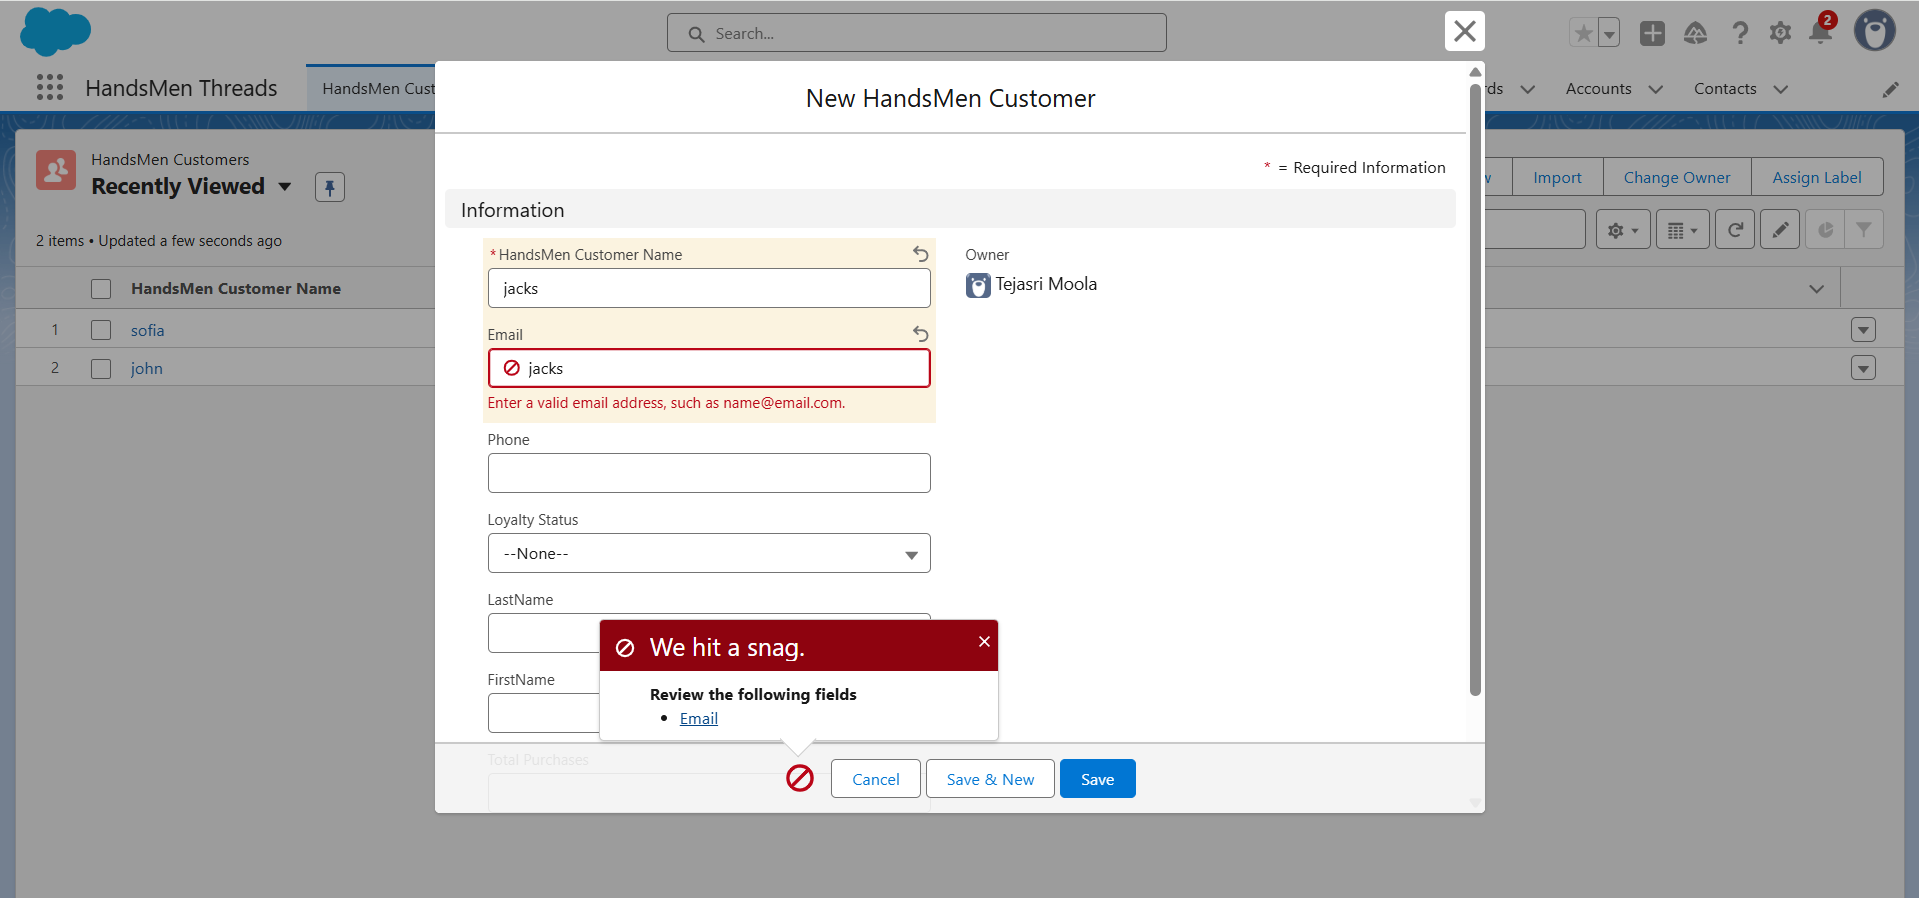 Search...
2
HandsMen Threads
HandsMen Cust
rds
Accounts
Contacts
New HandsMen Customer
HandsMen Customers
Recently Viewed
* = Required Information
w
Import
Change Owner
Assign Label
Information
2 items • Updated a few seconds ago
*HandsMen Customer Name
jacks
Owner
Tejasri Moola
HandsMen Customer Name
1
sofia
2
john
Email
jacks
Enter a valid email address, such as name@email.com.
Phone
Loyalty Status
--None--
LastName
FirstName
We hit a snag.
Review the following fields
• Email
Total Purchases
Cancel
Save & New
Save